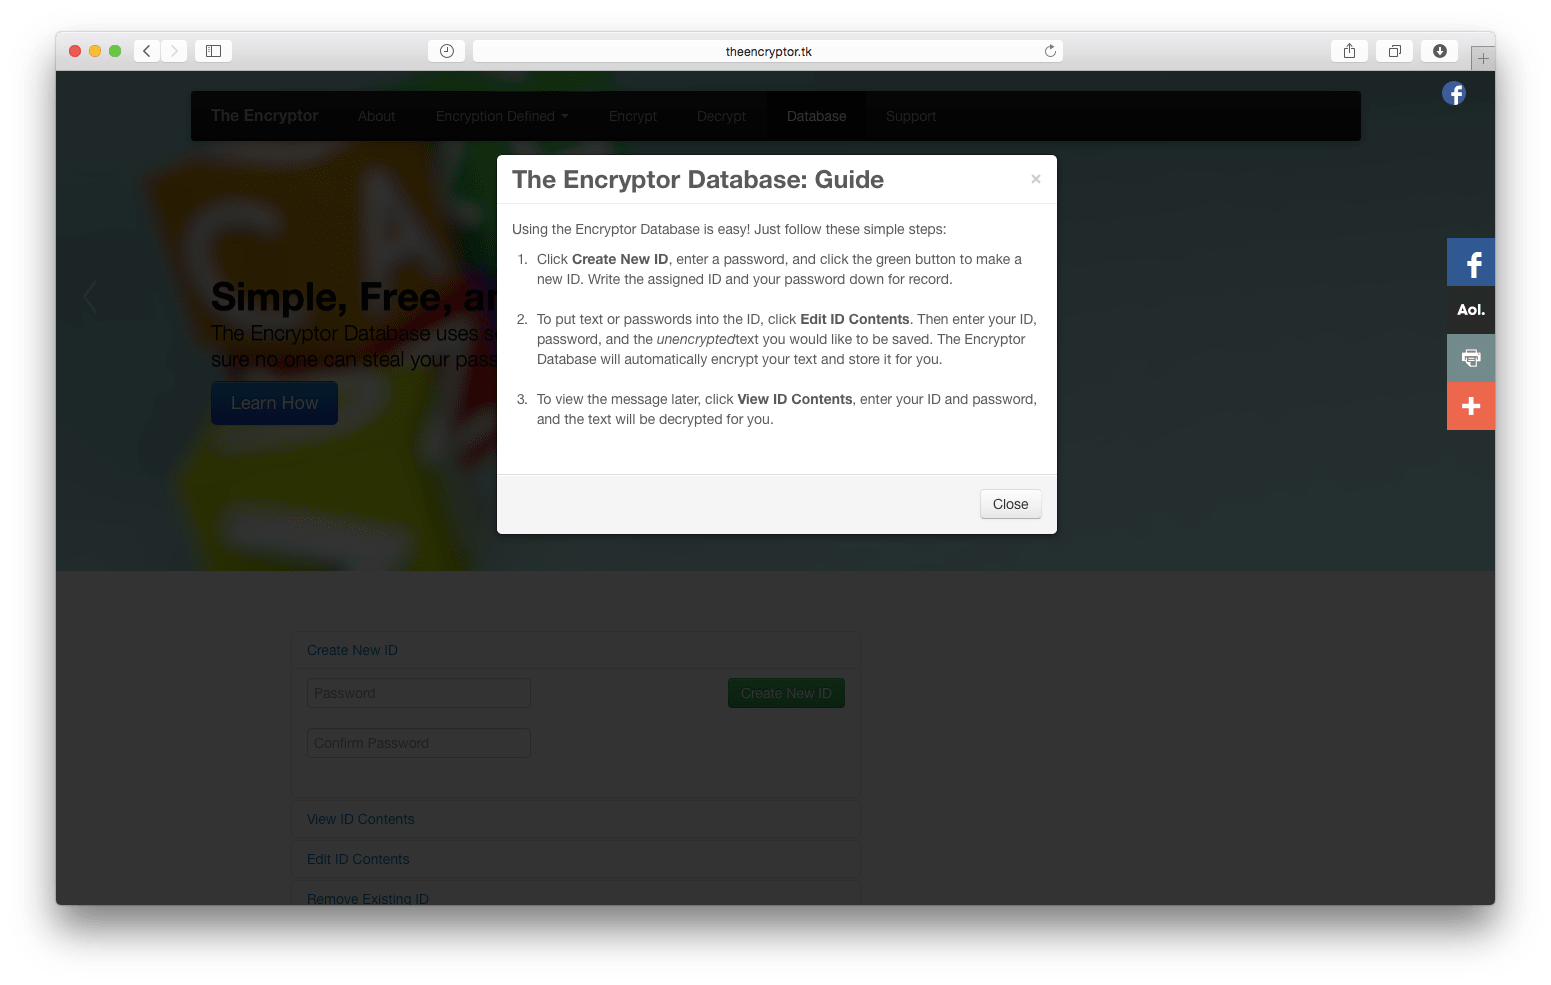 theencryptor.tk
The Encryptor About Encryption Defined Encrypt Decrypt Database Support
The Encryptor Database: Guide
×
Using the Encryptor Database is easy! Just follow these simple steps:
1. Click Create New ID, enter a password, and click the green button to make a
new ID. Write the assigned ID and your password down for record.
2. To put text or passwords into the ID, click Edit ID Contents. Then enter your ID,
password, and the unencryptedtext you would like to be saved. The Encryptor
Database will automatically encrypt your text and store it for you.
3. To view the message later, click View ID Contents, enter your ID and password,
and the text will be decrypted for you.
Close
Simple, Free, an
The Encryptor Database uses s
sure no one can steal your pas
Learn How
Aol.
Create New ID
Password
Create New ID
Confirm Password
View ID Contents
Edit ID Contents
Remove Existing ID